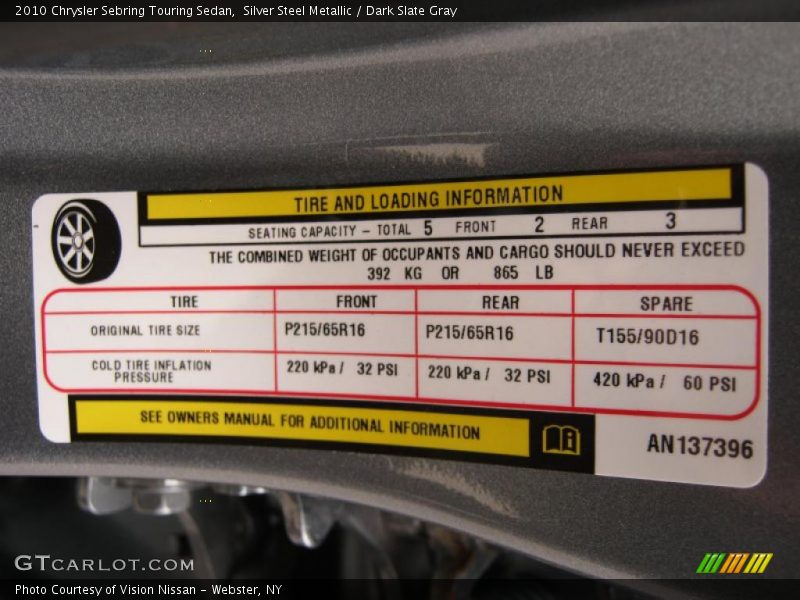 2010 Chrysler Sebring Touring Sedan,  Silver Steel Metallic / Dark Slate Gray
TIRE AND LOADING INFORMATION
SEATING CAPACITY – TOTAL 5 FRONT 2 REAR 3
THE COMBINED WEIGHT OF OCCUPANTS AND CARGO SHOULD NEVER EXCEED
392 KG OR 865 LB
TIRE FRONT REAR SPARE
ORIGINAL TIRE SIZE P215/65R16 P215/65R16 T155/90D16
COLD TIRE INFLATION
PRESSURE 220 kPa / 32 PSI 220 kPa / 32 PSI 420 kPa / 60 PSI
SEE OWNERS MANUAL FOR ADDITIONAL INFORMATION
AN137396
GTCARLOT.COM
Photo Courtesy of Vision Nissan - Webster, NY